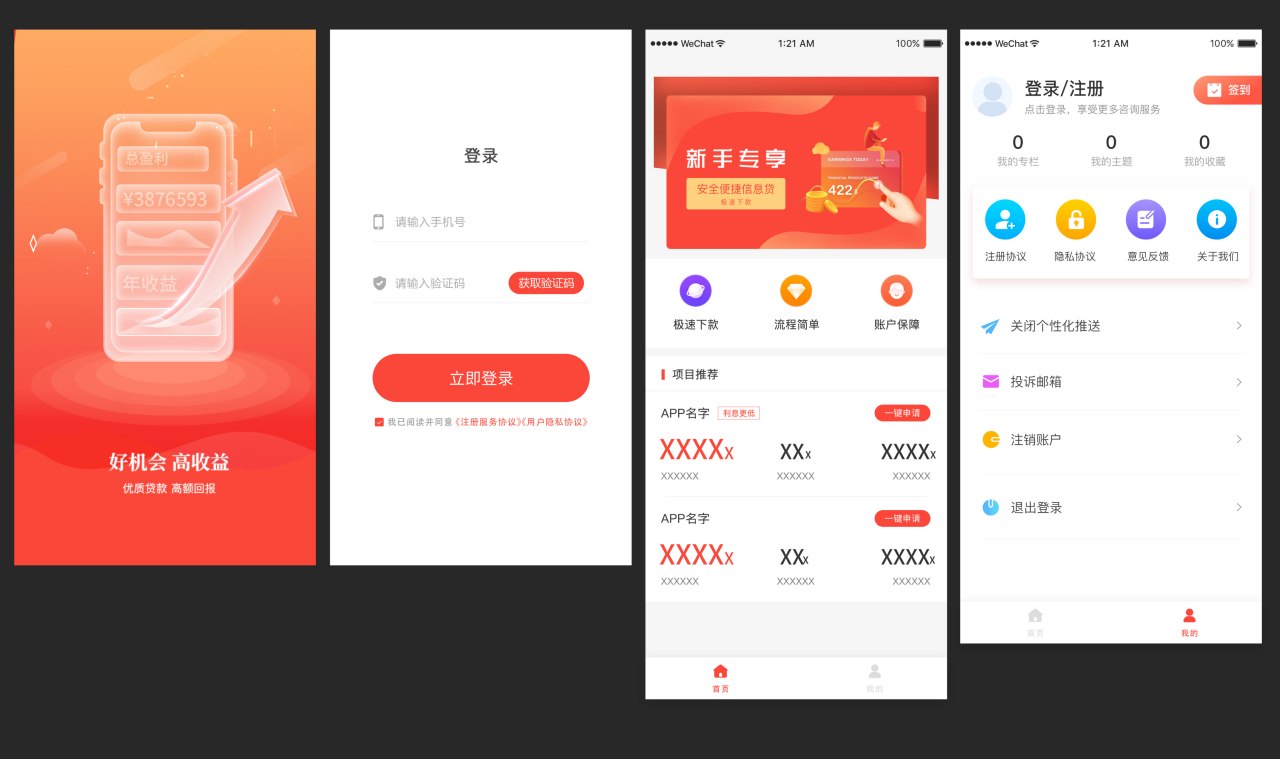 总盈利
¥3876593
年收益
好机会 高收益
优质贷款 高额回报
登录
请输入手机号
请输入验证码
获取验证码
立即登录
我已阅读并同意《注册服务协议》《用户隐私协议》
WeChat
1:21 AM
100%
新手专享
安全便捷信息贷
极速下款
EARNINGS TODAY
422
极速下款
流程简单
账户保障
项目推荐
APP名字
利息更低
一键申请
XXXXX
XXX
XXXXX
XXXXXX
XXXXXX
XXXXXX
APP名字
一键申请
XXXXX
XXX
XXXXX
XXXXXX
XXXXXX
XXXXXX
首页
我的
WeChat
1:21 AM
100%
登录/注册
点击登录，享受更多咨询服务
签到
0
0
0
我的专栏
我的主题
我的收藏
注册协议
隐私协议
意见反馈
关于我们
关闭个性化推送
投诉邮箱
注销账户
退出登录
首页
我的